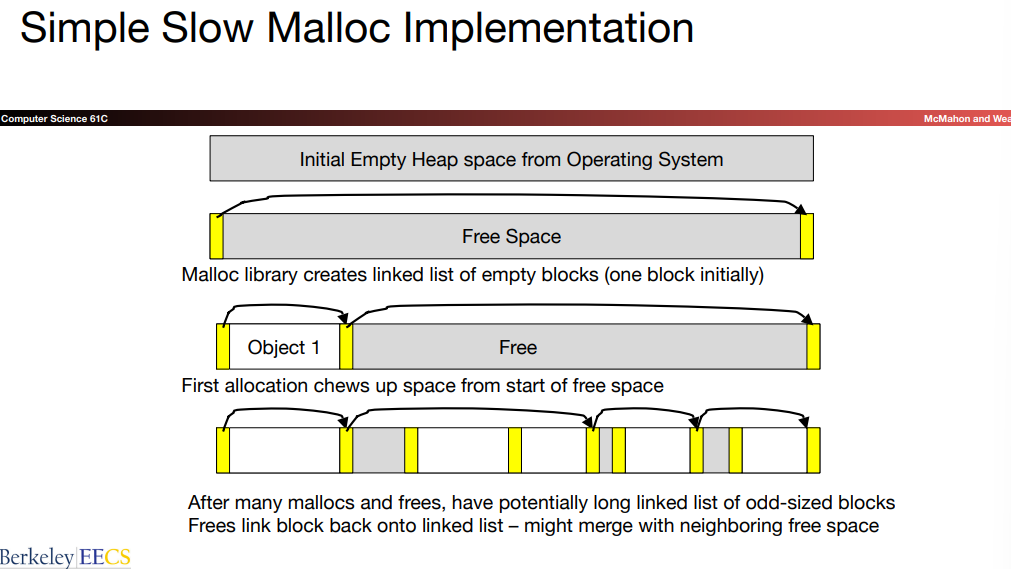 Simple Slow Malloc Implementation
Computer Science 61C
McMahon and
Initial Empty Heap space from Operating System
Free Space
Malloc library creates linked list of empty blocks (one block initially)
Object 1
Free
First allocation chews up space from start of free space
After many mallocs and frees, have potentially long linked list of odd-sized blocks
Frees link block back onto linked list – might merge with neighboring free space
Berkeley EECS